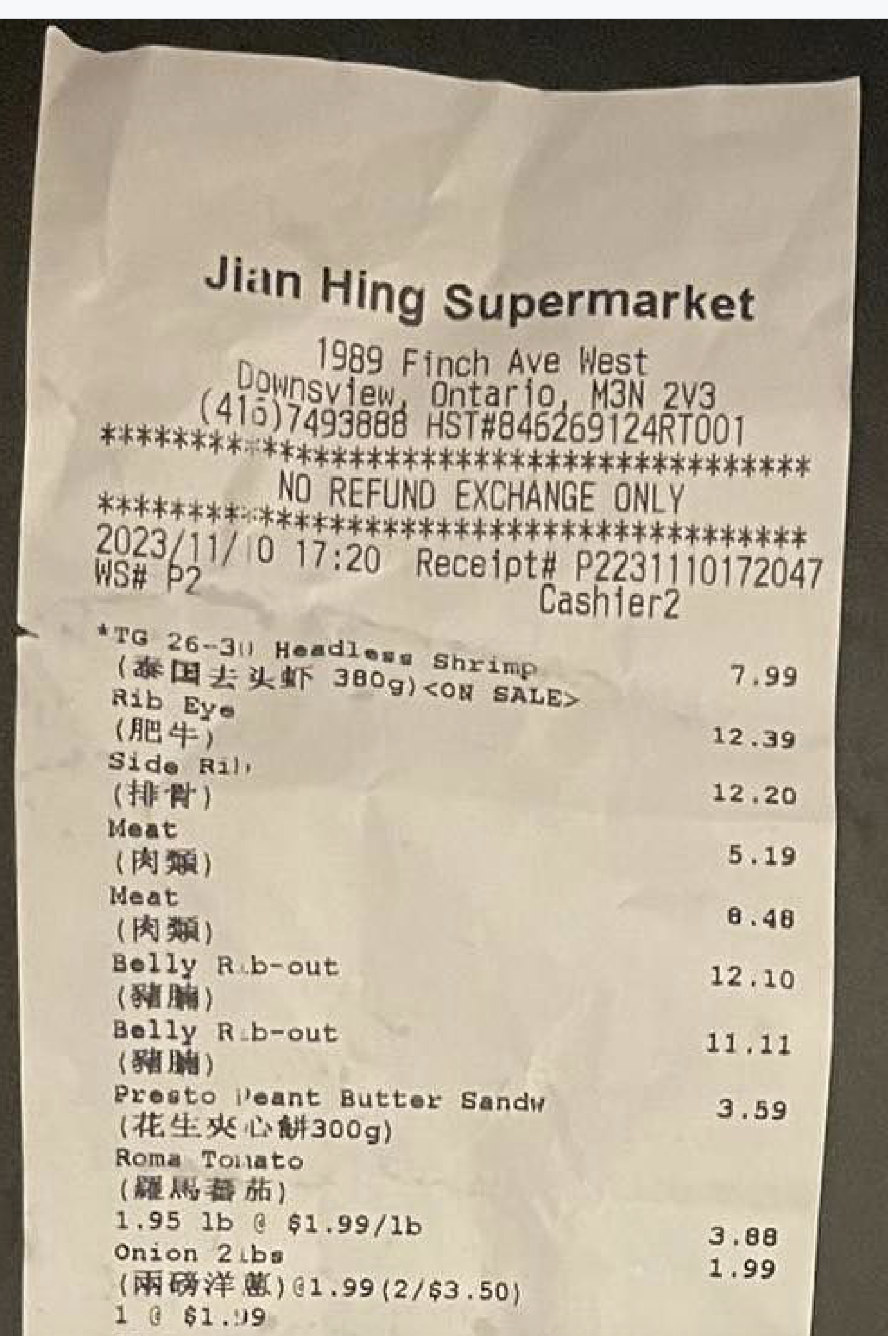 Jian Hing Supermarket
1989 Finch Ave West
Downsview, Ontario, M3N 2V3
(416)7493888 HST#846269124RT001
******************************************
NO REFUND EXCHANGE ONLY
******************************************
2023/11/10 17:20 Receipt# P2231110172047
WS# P2 Cashier2
*TG 26-30 Headless Shrimp
(泰国去头虾 380g)<ON SALE> 7.99
Rib Eye
(肥牛) 12.39
Side Rib
(排骨) 12.20
Meat
(肉類) 5.19
Meat
(肉類) 8.48
Belly Rib-out
(豬腩) 12.10
Belly Rib-out
(豬腩) 11.11
Presto Peant Butter Sandw 3.59
(花生夾心餅300g)
Roma Tomato
(羅馬蕃茄)
1.95 lb @ $1.99/lb 3.88
Onion 2lbs 1.99
(兩磅洋蔥)@1.99(2/$3.50)
1 @ $1.99